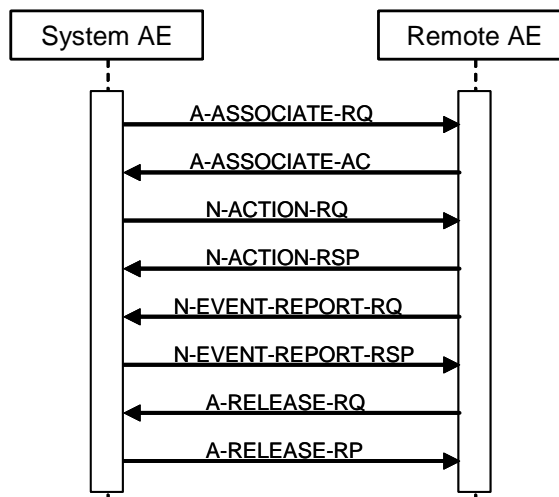 System AE
Remote AE
A-ASSOCIATE-RQ
A-ASSOCIATE-AC
N-ACTION-RQ
N-ACTION-RSP
N-EVENT-REPORT-RQ
N-EVENT-REPORT-RSP
A-RELEASE-RQ
A-RELEASE-RP